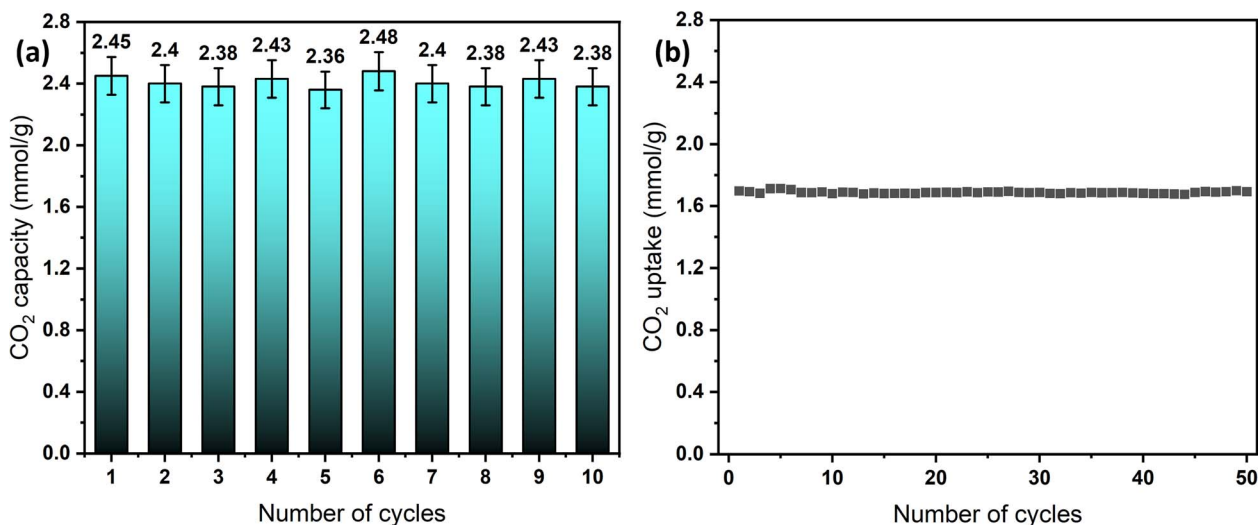 (a)
CO₂ capacity (mmol/g)
2.8
2.4
2.0
1.6
1.2
0.8
0.4
0.0
2.45 2.4 2.38 2.43 2.36 2.48 2.4 2.38 2.43 2.38
1 2 3 4 5 6 7 8 9 10
Number of cycles
(b)
CO₂ uptake (mmol/g)
2.8
2.4
2.0
1.6
1.2
0.8
0.4
0.0
0 10 20 30 40 50
Number of cycles